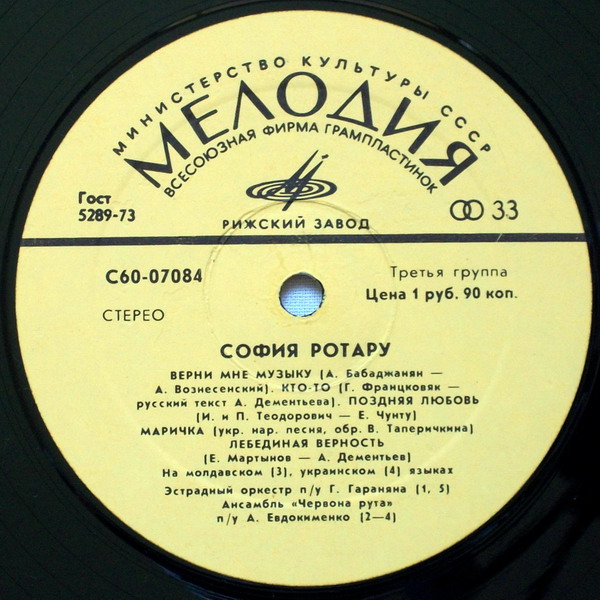 МИНИСТЕРСТВО КУЛЬТУРЫ СССР
МЕЛОДИЯ
ВСЕСОЮЗНАЯ ФИРМА ГРАМПЛАСТИНОК
Гост
5289-73
РИЖСКИЙ ЗАВОД
33
С60-07084
СТЕРЕО
Третья группа
Цена 1 руб. 90 коп.
СОФИЯ РОТАРУ
ВЕРНИ МНЕ МУЗЫКУ (А. Бабаджанян —
А. Вознесенский). КТО-ТО (Г. Францковяк —
русский текст А. Дементьева). ПОЗДНЯЯ ЛЮБОВЬ
(И. и П. Теодорович — Е. Чунту)
МАРИЧКА (укр. нар. песня, обр. В. Таперичкина)
ЛЕБЕДИНАЯ ВЕРНОСТЬ
(Е. Мартынов — А. Дементьев)
На молдавском (3), украинском (4) языках
Эстрадный оркестр п/у Г. Гараняна (1, 5)
Ансамбль «Червона рута»
п/у А. Евдокименко (2—4)